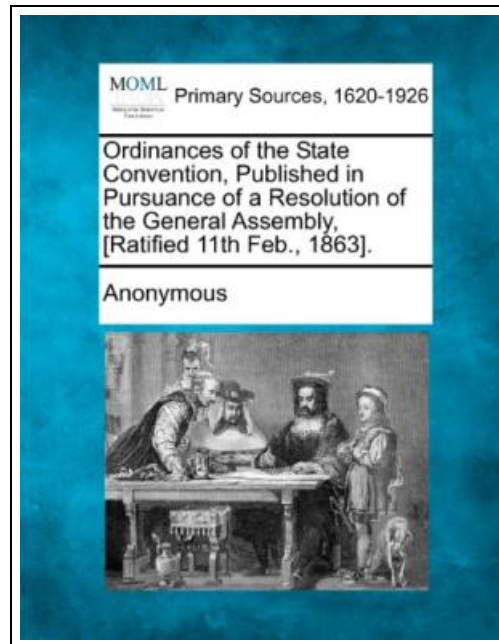 MOML
Primary Sources, 1620-1926
Ordinances of the State
Convention, Published in
Pursuance of a Resolution of
the General Assembly,
[Ratified 11th Feb., 1863].
Anonymous